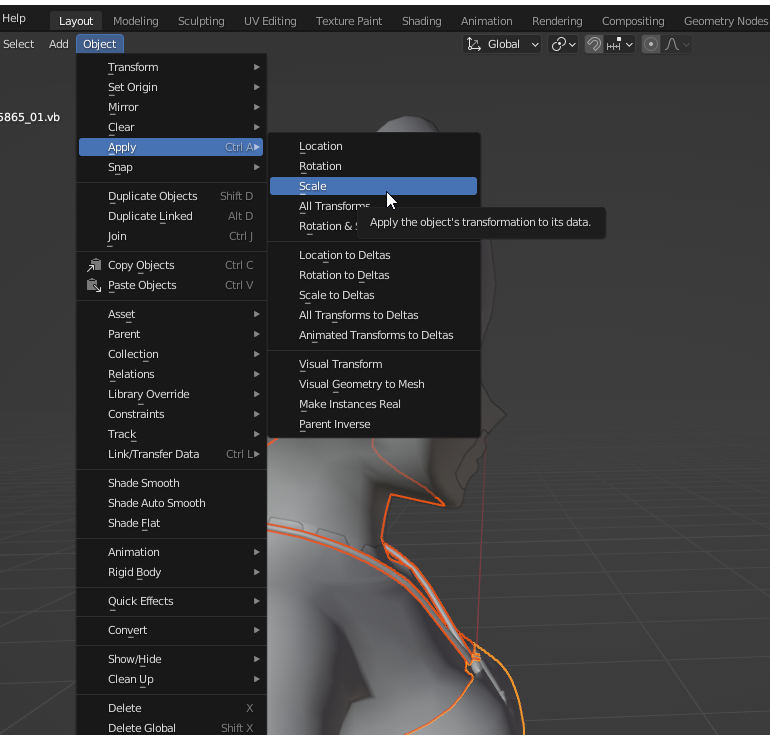 Help Layout Modeling Sculpting UV Editing Texture Paint Shading Animation Rendering Compositing Geometry Nodes
Select Add Object Global
5865_01.vb
Transform
Set Origin
Mirror
Clear
Apply Ctrl A
Snap
Duplicate Objects Shift D
Duplicate Linked Alt D
Join Ctrl J
Copy Objects Ctrl C
Paste Objects Ctrl V
Asset
Parent
Collection
Relations
Library Override
Constraints
Track
Link/Transfer Data Ctrl L
Shade Smooth
Shade Auto Smooth
Shade Flat
Animation
Rigid Body
Quick Effects
Convert
Show/Hide
Clean Up
Delete X
Delete Global Shift X
Location
Rotation
Scale
All Transforms
Rotation &
Apply the object's transformation to its data.
Location to Deltas
Rotation to Deltas
Scale to Deltas
All Transforms to Deltas
Animated Transforms to Deltas
Visual Transform
Visual Geometry to Mesh
Make Instances Real
Parent Inverse